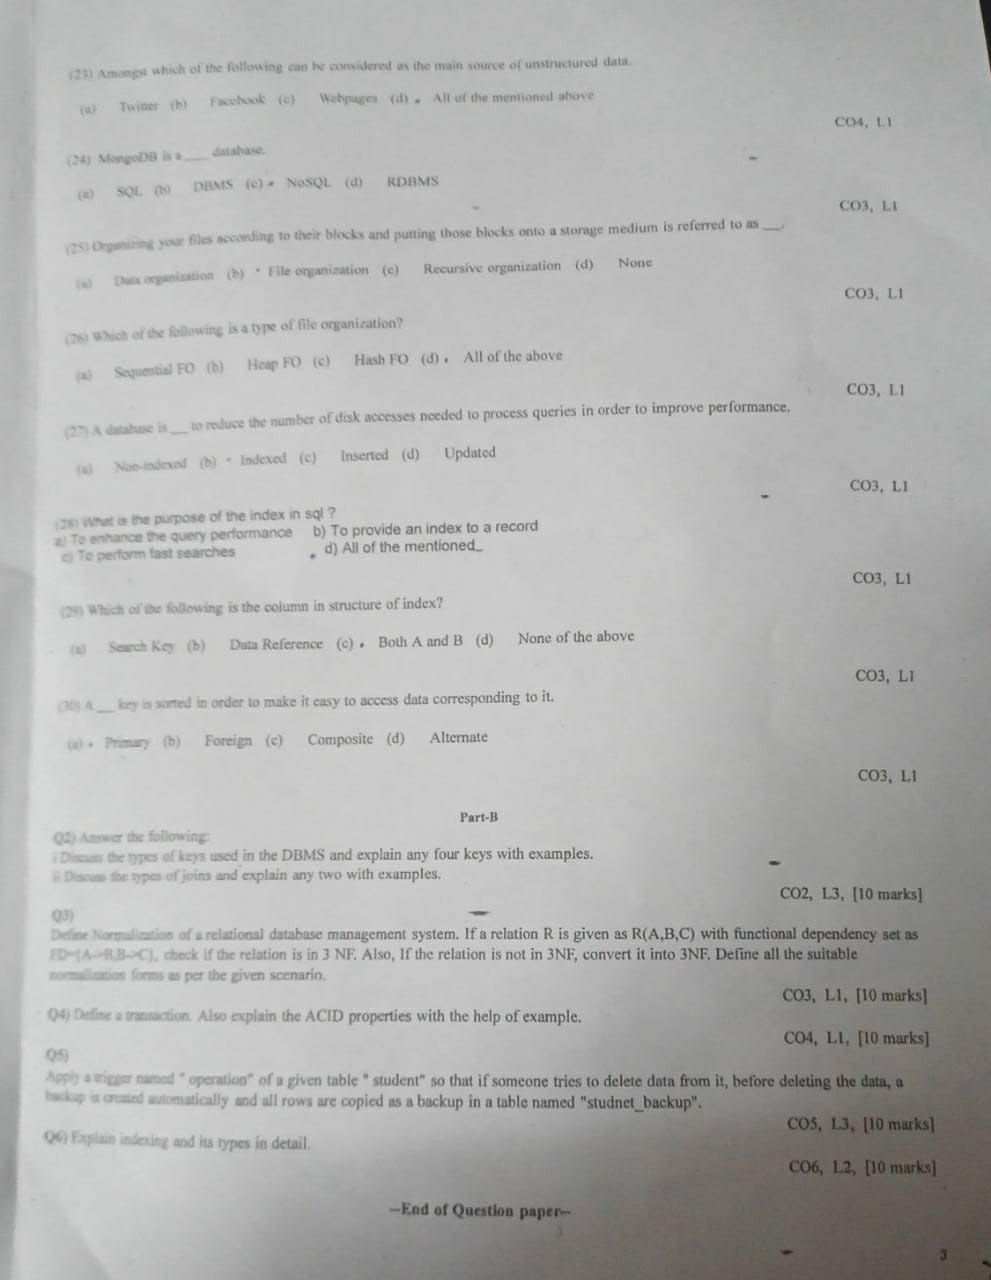 (23) Amongst which of the following can be considered as the main source of unstructured data.
(a) Twitter (b) Facebook (c) Webpages (d) • All of the mentioned above
CO4, L1
(24) MongoDB is a ____ database.
(a) SQL (b) DBMS (c) • NoSQL (d) RDBMS
CO3, L1
(25) Organizing your files according to their blocks and putting those blocks onto a storage medium is referred to as ___.
(a) Data organization (b) • File organization (c) Recursive organization (d) None
CO3, L1
(26) Which of the following is a type of file organization?
(a) Sequential FO (b) Heap FO (c) Hash FO (d) • All of the above
CO3, L1
(27) A database is ___ to reduce the number of disk accesses needed to process queries in order to improve performance.
(a) Non-indexed (b) • Indexed (c) Inserted (d) Updated
CO3, L1
(28) What is the purpose of the index in sql ?
a) To enhance the query performance b) To provide an index to a record
c) To perform fast searches • d) All of the mentioned_
CO3, L1
(29) Which of the following is the column in structure of index?
(a) Search Key (b) Data Reference (c) • Both A and B (d) None of the above
CO3, L1
(30) A ___ key is sorted in order to make it easy to access data corresponding to it.
(a) • Primary (b) Foreign (c) Composite (d) Alternate
CO3, L1
Part-B
Q2) Answer the following:
i Discuss the types of keys used in the DBMS and explain any four keys with examples.
ii Discuss the types of joins and explain any two with examples.
CO2, L3, [10 marks]
Q3)
Define Normalization of a relational database management system. If a relation R is given as R(A,B,C) with functional dependency set as
FD={A->B,B->C}, check if the relation is in 3 NF. Also, If the relation is not in 3NF, convert it into 3NF. Define all the suitable
normalization forms as per the given scenario.
CO3, L1, [10 marks]
Q4) Define a transaction. Also explain the ACID properties with the help of example.
CO4, L1, [10 marks]
Q5)
Apply a trigger named " operation" of a given table " student" so that if someone tries to delete data from it, before deleting the data, a
backup is created automatically and all rows are copied as a backup in a table named "studnet_backup".
CO5, L3, [10 marks]
Q6) Explain indexing and its types in detail.
CO6, L2, [10 marks]
--End of Question paper--
3